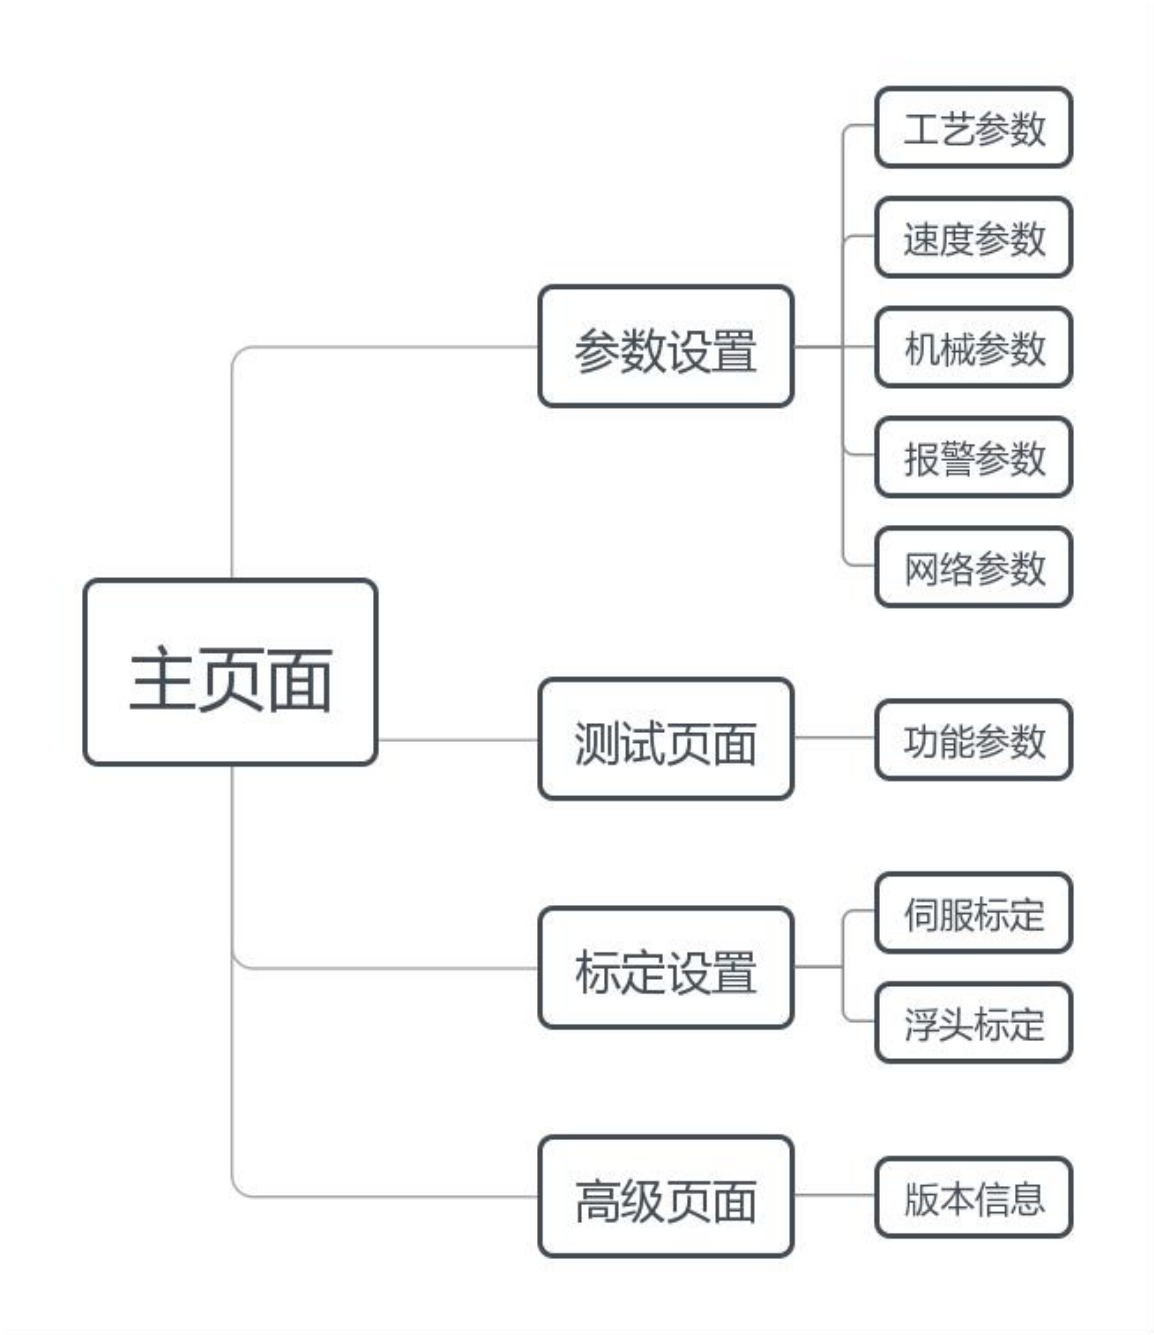 主页面
参数设置
工艺参数
速度参数
机械参数
报警参数
网络参数
测试页面
功能参数
标定设置
伺服标定
浮头标定
高级页面
版本信息